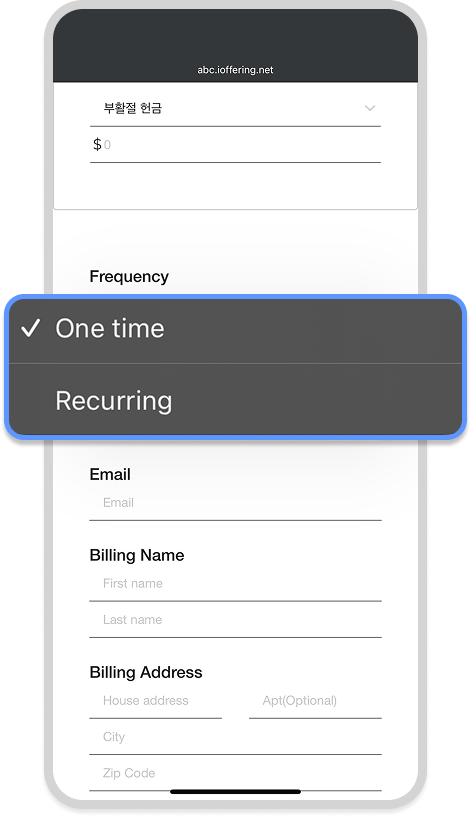 abc.ioffering.net
부활절 헌금
$ 0
Frequency
✓ One time
Recurring
Email
Email
Billing Name
First name
Last name
Billing Address
House address Apt(Optional)
City
Zip Code